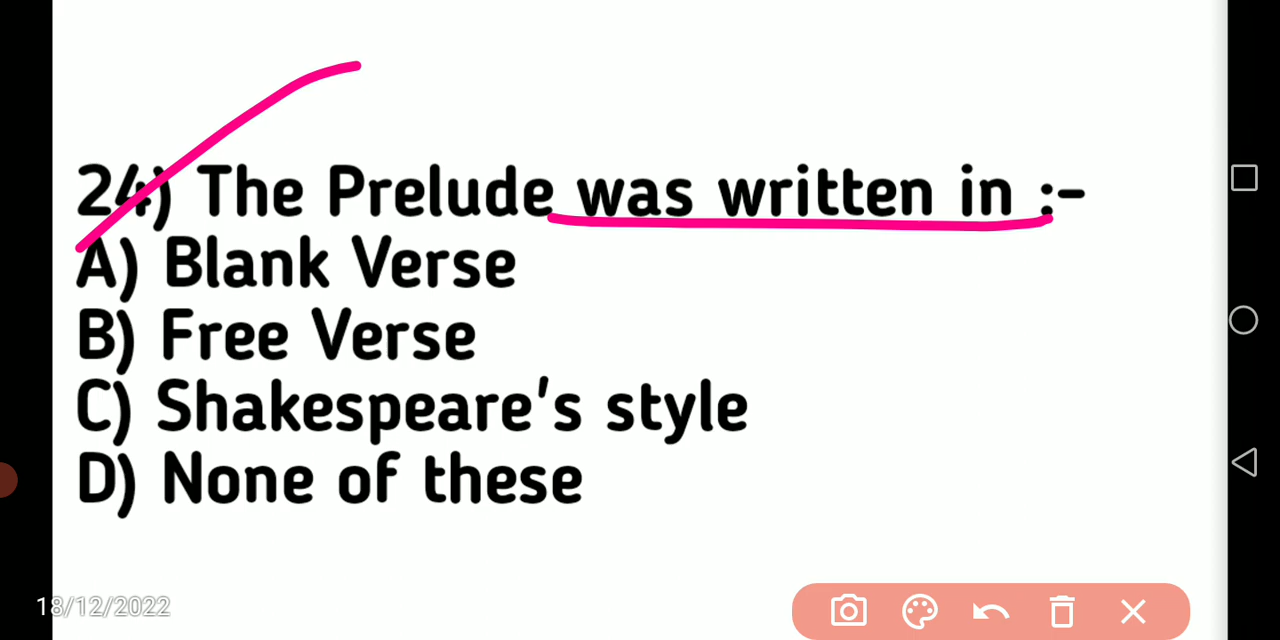 24) The Prelude was written in :-
A) Blank Verse
B) Free Verse
C) Shakespeare's style
D) None of these
18/12/2022